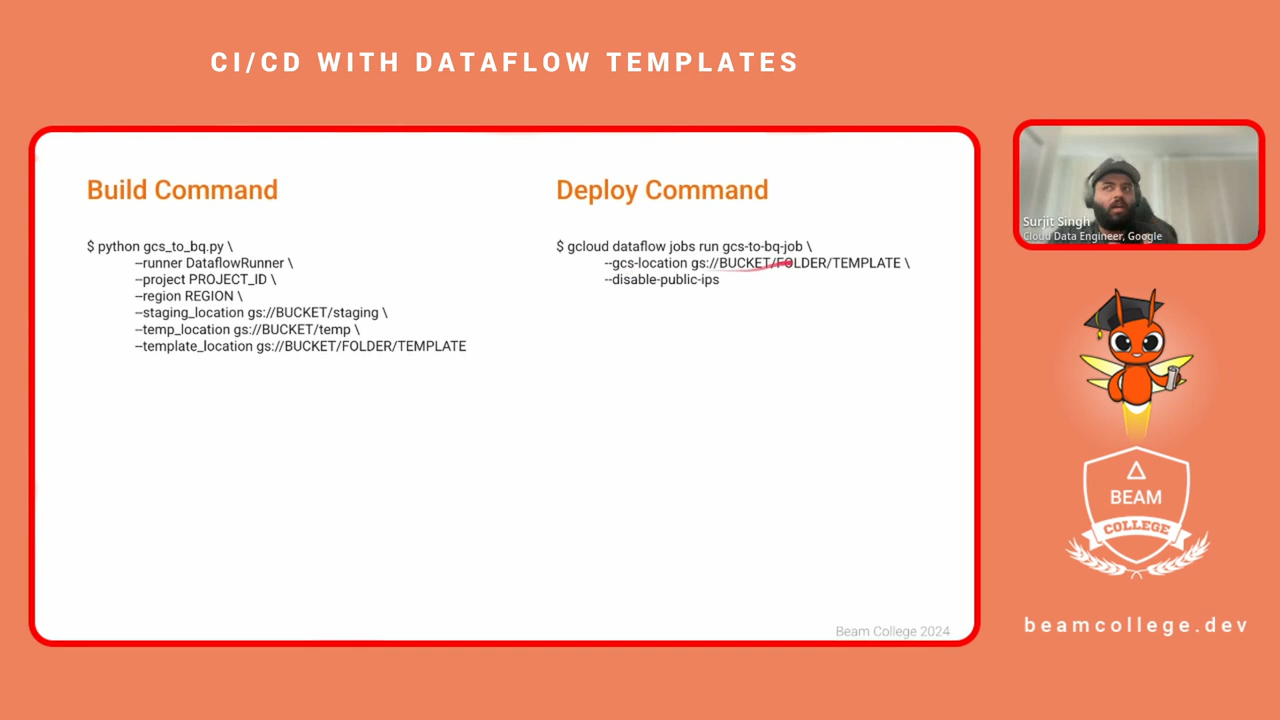 CI/CD WITH DATAFLOW TEMPLATES
Build Command
$ python gcs_to_bq.py \
--runner DataflowRunner \
--project PROJECT_ID \
--region REGION \
--staging_location gs://BUCKET/staging \
--temp_location gs://BUCKET/temp \
--template_location gs://BUCKET/FOLDER/TEMPLATE
Deploy Command
$ gcloud dataflow jobs run gcs-to-bq-job \
--gcs-location gs://BUCKET/FOLDER/TEMPLATE \
--disable-public-ips
Beam College 2024
Surjit Singh
Cloud Data Engineer, Google
BEAM
COLLEGE
beamcollege.dev